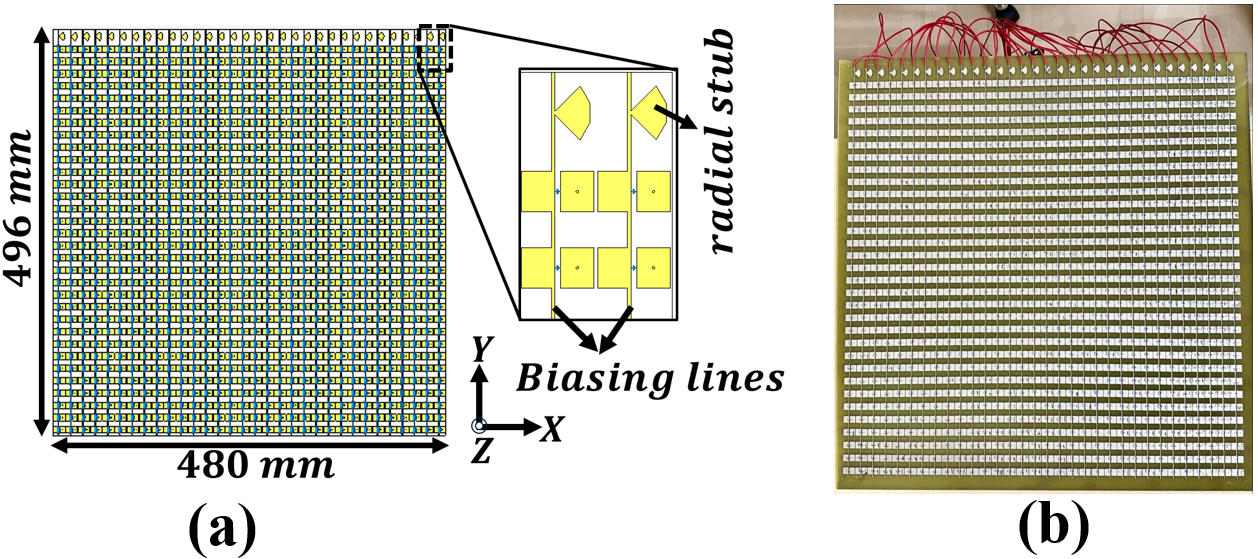 496 mm
480 mm
radial stub
Biasing lines
Y
X
Z
(a)
(b)